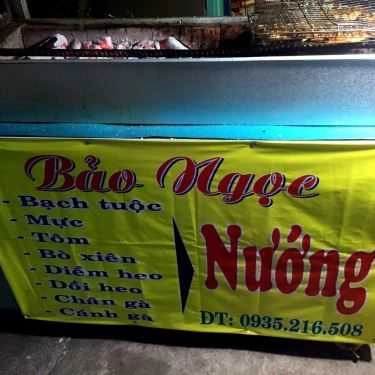 Bảo Ngọc
- Bạch tuộc
- Mực
- Tôm
- Bò xiên
- Diềm heo
- Dồi heo
- Chân gà
- Cánh gà
Nướng
ĐT: 0935.216.508